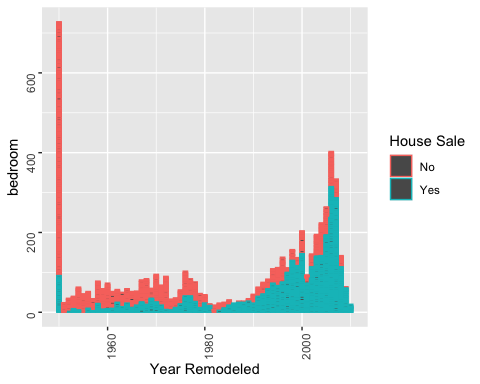 600
400
200
0
bedroom
1960
1980
2000
Year Remodeled
House Sale
No
Yes